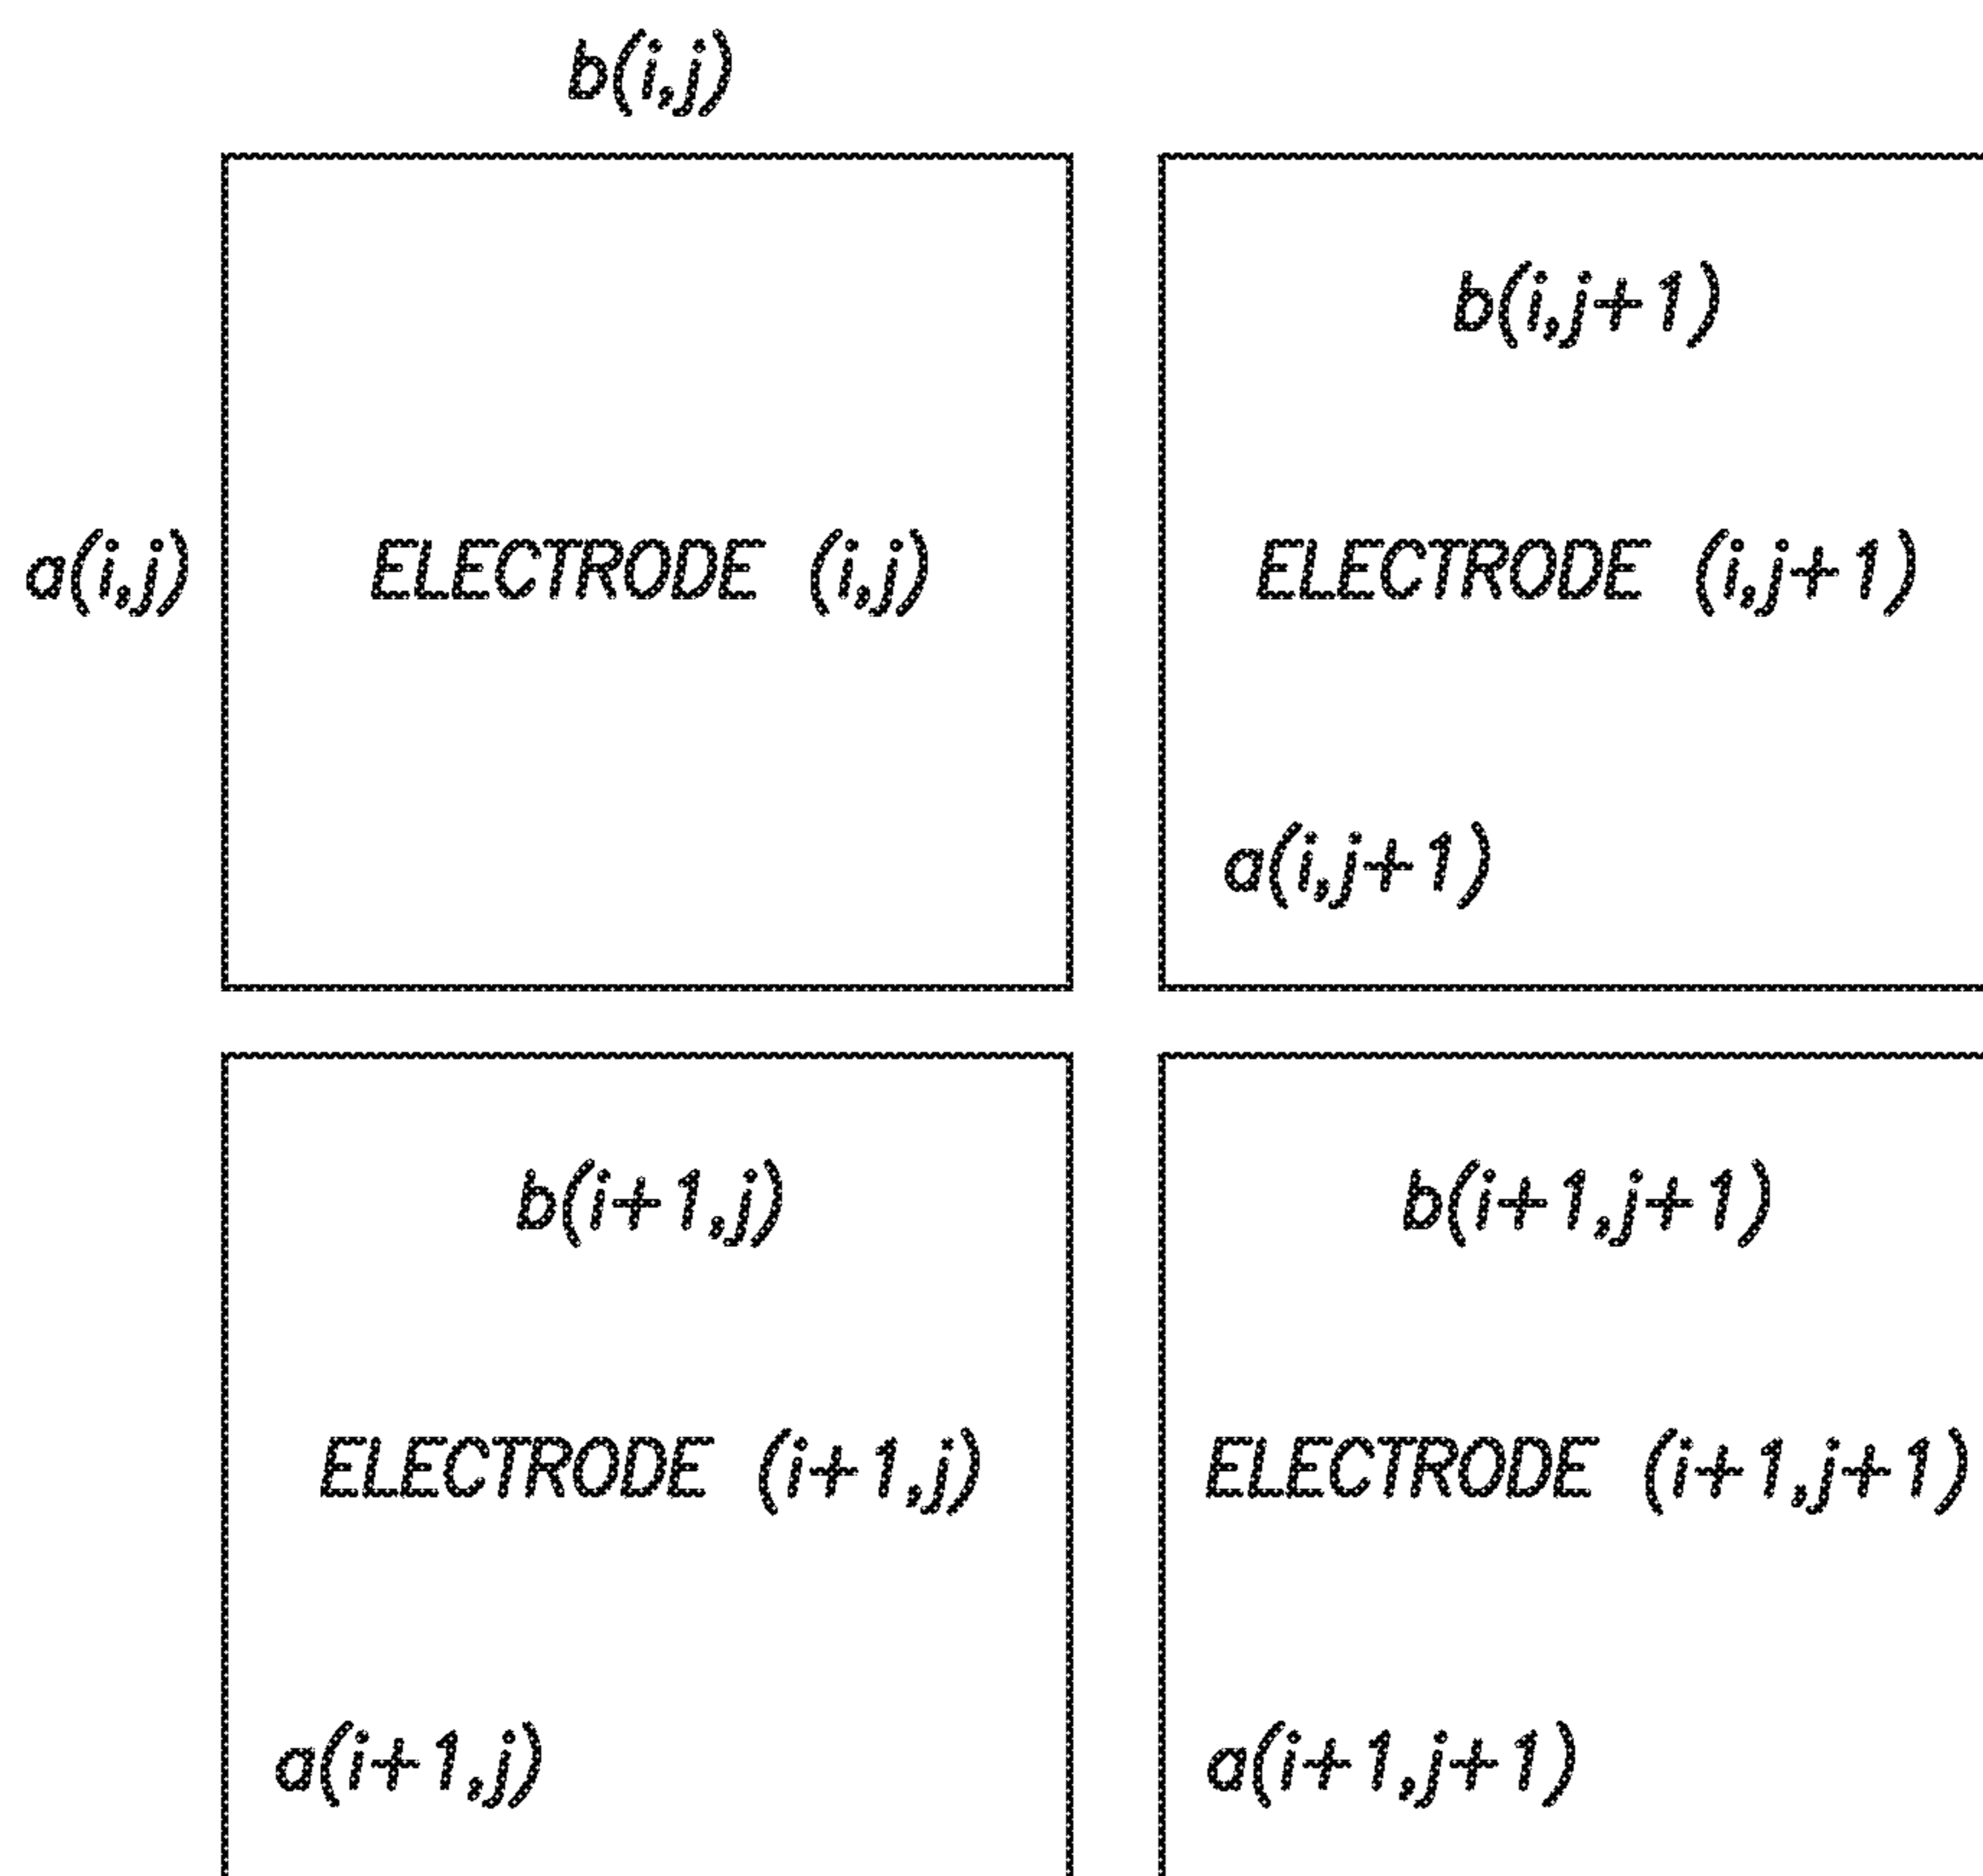 b(i,j)
b(i,j+1)
a(i,j)
ELECTRODE (i,j)
ELECTRODE (i,j+1)
a(i,j+1)
b(i+1,j)
b(i+1,j+1)
ELECTRODE (i+1,j)
ELECTRODE (i+1,j+1)
a(i+1,j)
a(i+1,j+1)